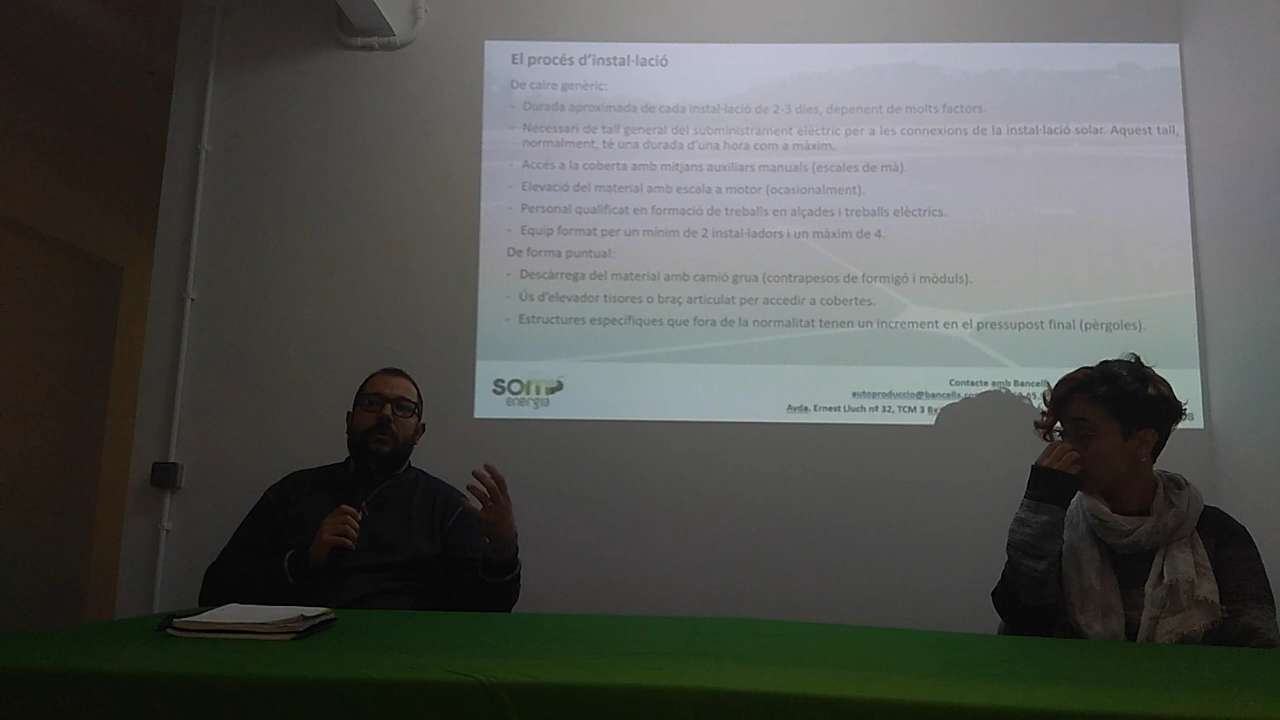 El procés d'instal·lació
De caire genèric:
- Durada aproximada de cada instal·lació de 2-3 dies, depenent de molts factors.
- Necessari de tall general del subministrament elèctric per a les connexions de la instal·lació solar. Aquest tall,
normalment, té una durada d'una hora com a màxim.
- Accés a la coberta amb mitjans auxiliars manuals (escales de mà).
- Elevació del material amb escala a motor (ocasionalment).
- Personal qualificat en formació de treballs en alçades i treballs elèctrics.
- Equip format per un mínim de 2 instal·ladors i un màxim de 4.
De forma puntual:
- Descàrrega del material amb camió grua (contrapesos de formigó i mòduls).
- Ús d'elevador tisores o braç articulat per accedir a cobertes.
- Estructures específiques que fora de la normalitat tenen un increment en el pressupost final (pèrgoles).
som
energia
Contacte amb Bancells
autoproduccio@bancells.com
Avda. Ernest Lluch nº 32, TCM 3